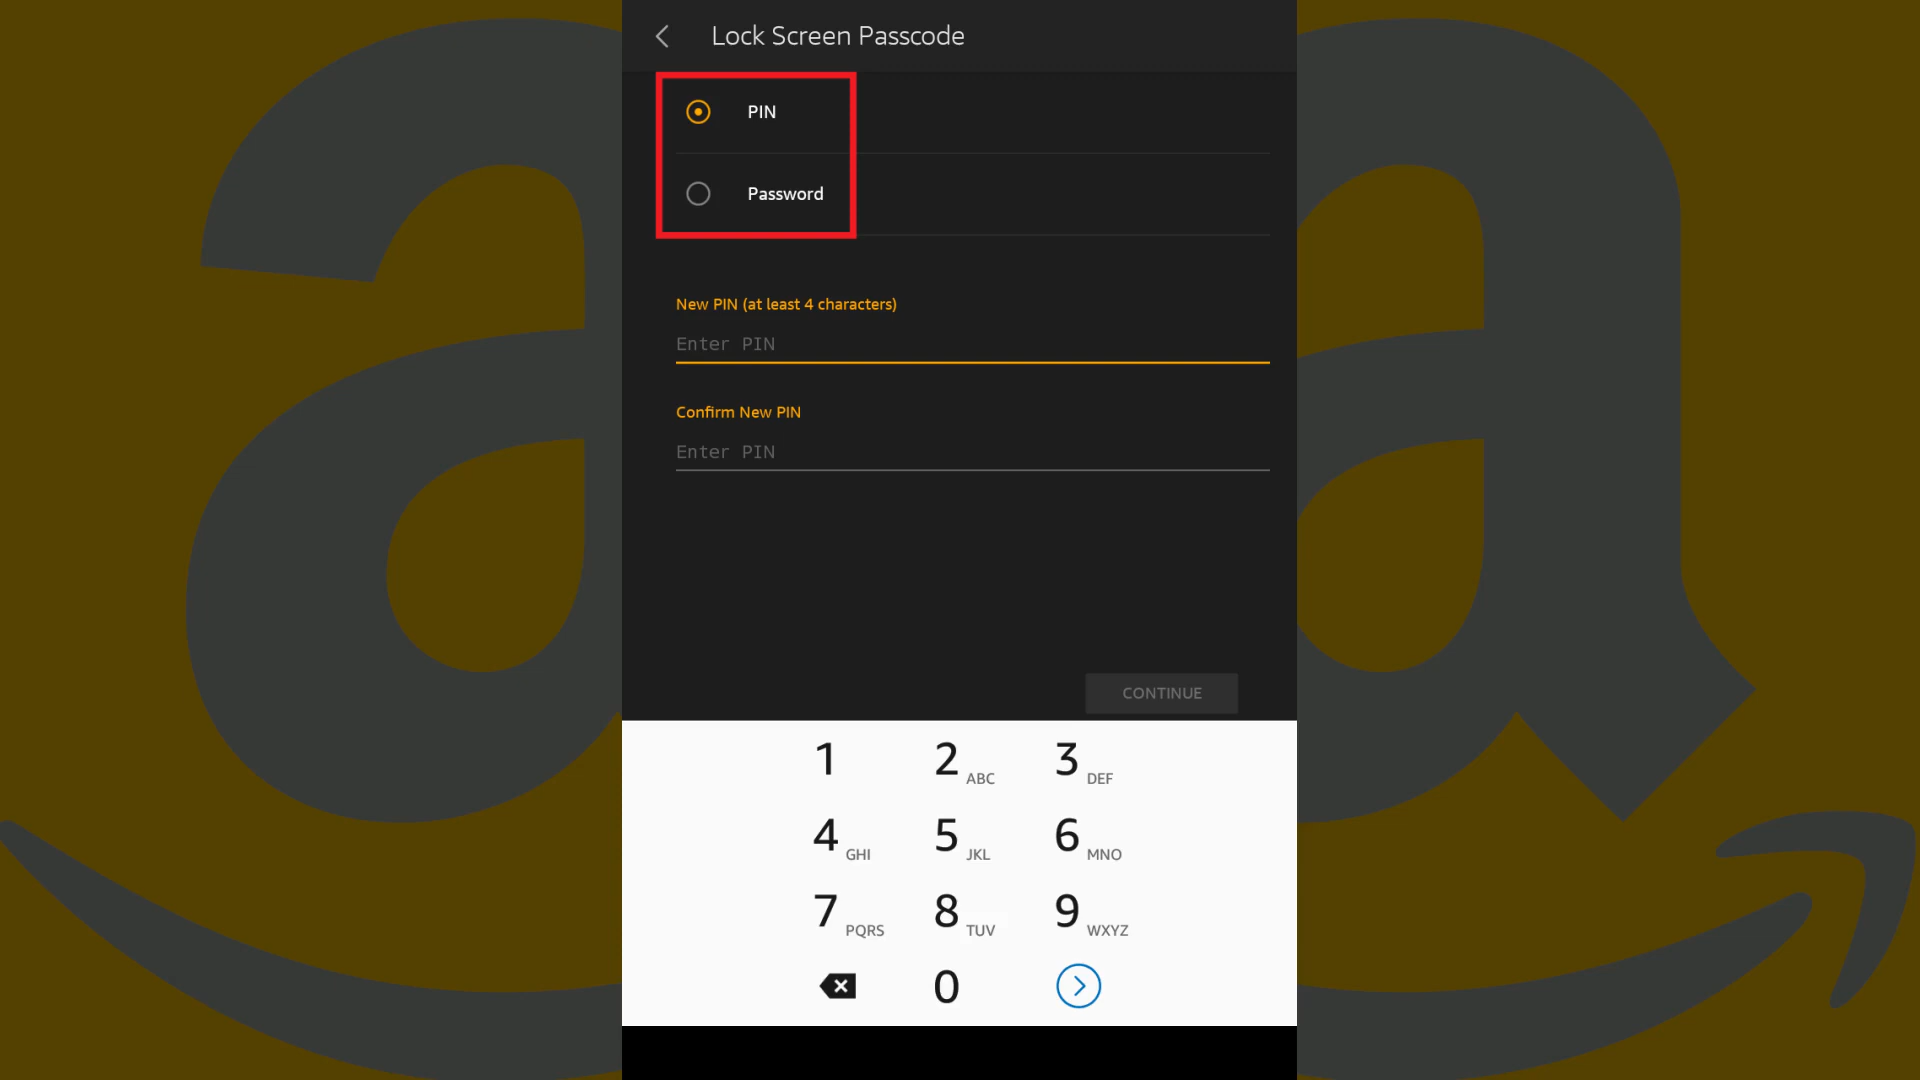 Lock Screen Passcode
PIN
Password
New PIN (at least 4 characters)
Enter PIN
Confirm New PIN
Enter PIN
CONTINUE
1 2 ABC 3 DEF
4 GHI 5 JKL 6 MNO
7 PQRS 8 TUV 9 WXYZ
0